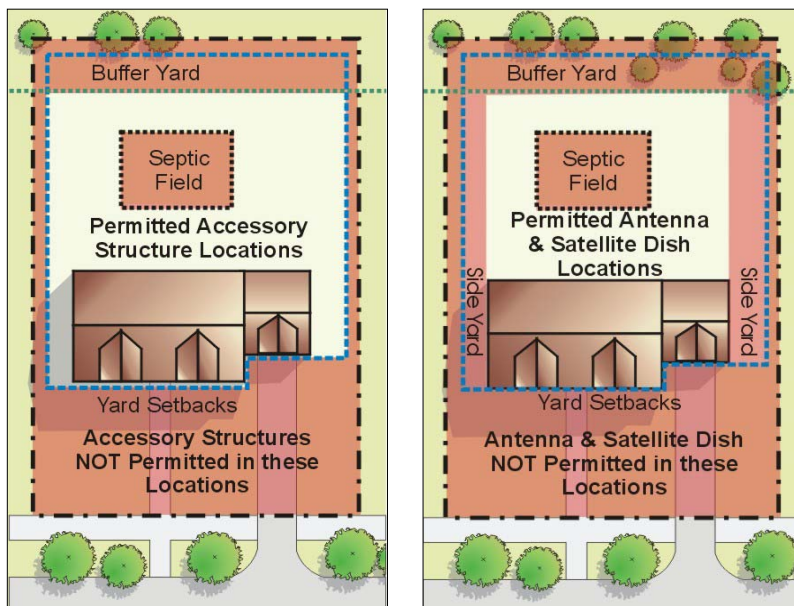 Buffer Yard
Septic
Field
Permitted Accessory
Structure Locations
Yard Setbacks
Accessory Structures
NOT Permitted in these
Locations
Buffer Yard
Septic
Field
Permitted Antenna
& Satellite Dish
Locations
Side Yard
Side Yard
Yard Setbacks
Antenna & Satellite Dish
NOT Permitted in these
Locations